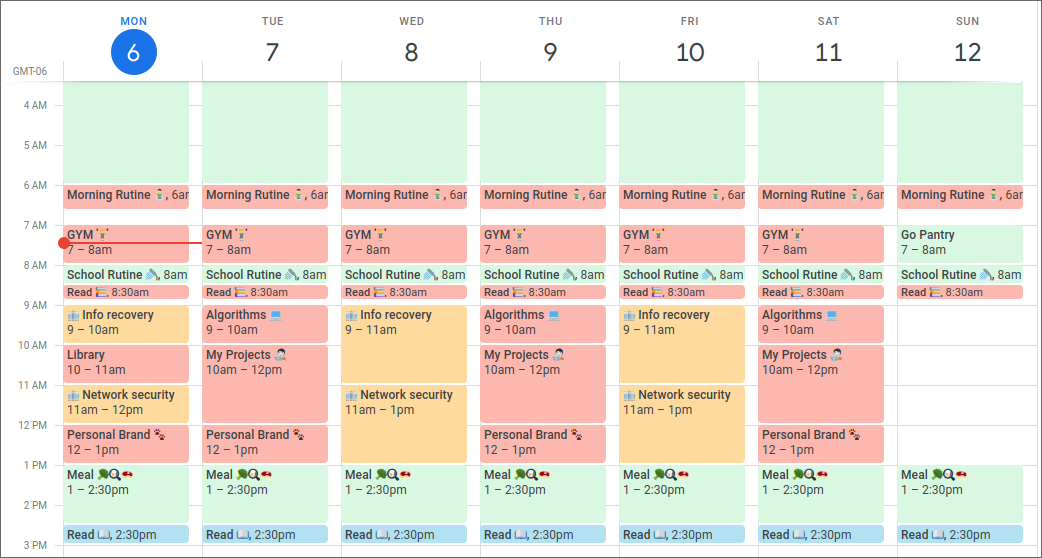 MON
6
TUE
7
WED
8
THU
9
FRI
10
SAT
11
SUN
12
GMT-06
4 AM
5 AM
6 AM
7 AM
8 AM
9 AM
10 AM
11 AM
12 PM
1 PM
2 PM
3 PM
Morning Rutine , 6ar
GYM
7 – 8am
School Rutine , 8am
Read , 8:30am
Info recovery
9 – 10am
Library
10 – 11am
Network security
11am – 12pm
Personal Brand
12 – 1pm
Meal
1 – 2:30pm
Read , 2:30pm
Morning Rutine , 6ar
GYM
7 – 8am
School Rutine , 8am
Read , 8:30am
Algorithms
9 – 10am
My Projects
10am – 12pm
Personal Brand
12 – 1pm
Meal
1 – 2:30pm
Read , 2:30pm
Morning Rutine , 6ar
GYM
7 – 8am
School Rutine , 8am
Read , 8:30am
Info recovery
9 – 11am
Network security
11am – 1pm
Meal
1 – 2:30pm
Read , 2:30pm
Morning Rutine , 6ar
GYM
7 – 8am
School Rutine , 8am
Read , 8:30am
Algorithms
9 – 10am
My Projects
10am – 12pm
Personal Brand
12 – 1pm
Meal
1 – 2:30pm
Read , 2:30pm
Morning Rutine , 6ar
GYM
7 – 8am
School Rutine , 8am
Read , 8:30am
Info recovery
9 – 11am
Network security
11am – 1pm
Meal
1 – 2:30pm
Read , 2:30pm
Morning Rutine , 6ar
GYM
7 – 8am
School Rutine , 8am
Read , 8:30am
Algorithms
9 – 10am
My Projects
10am – 12pm
Personal Brand
12 – 1pm
Meal
1 – 2:30pm
Read , 2:30pm
Morning Rutine , 6ar
Go Pantry
7 – 8am
School Rutine , 8am
Read , 8:30am
Meal
1 – 2:30pm
Read , 2:30pm